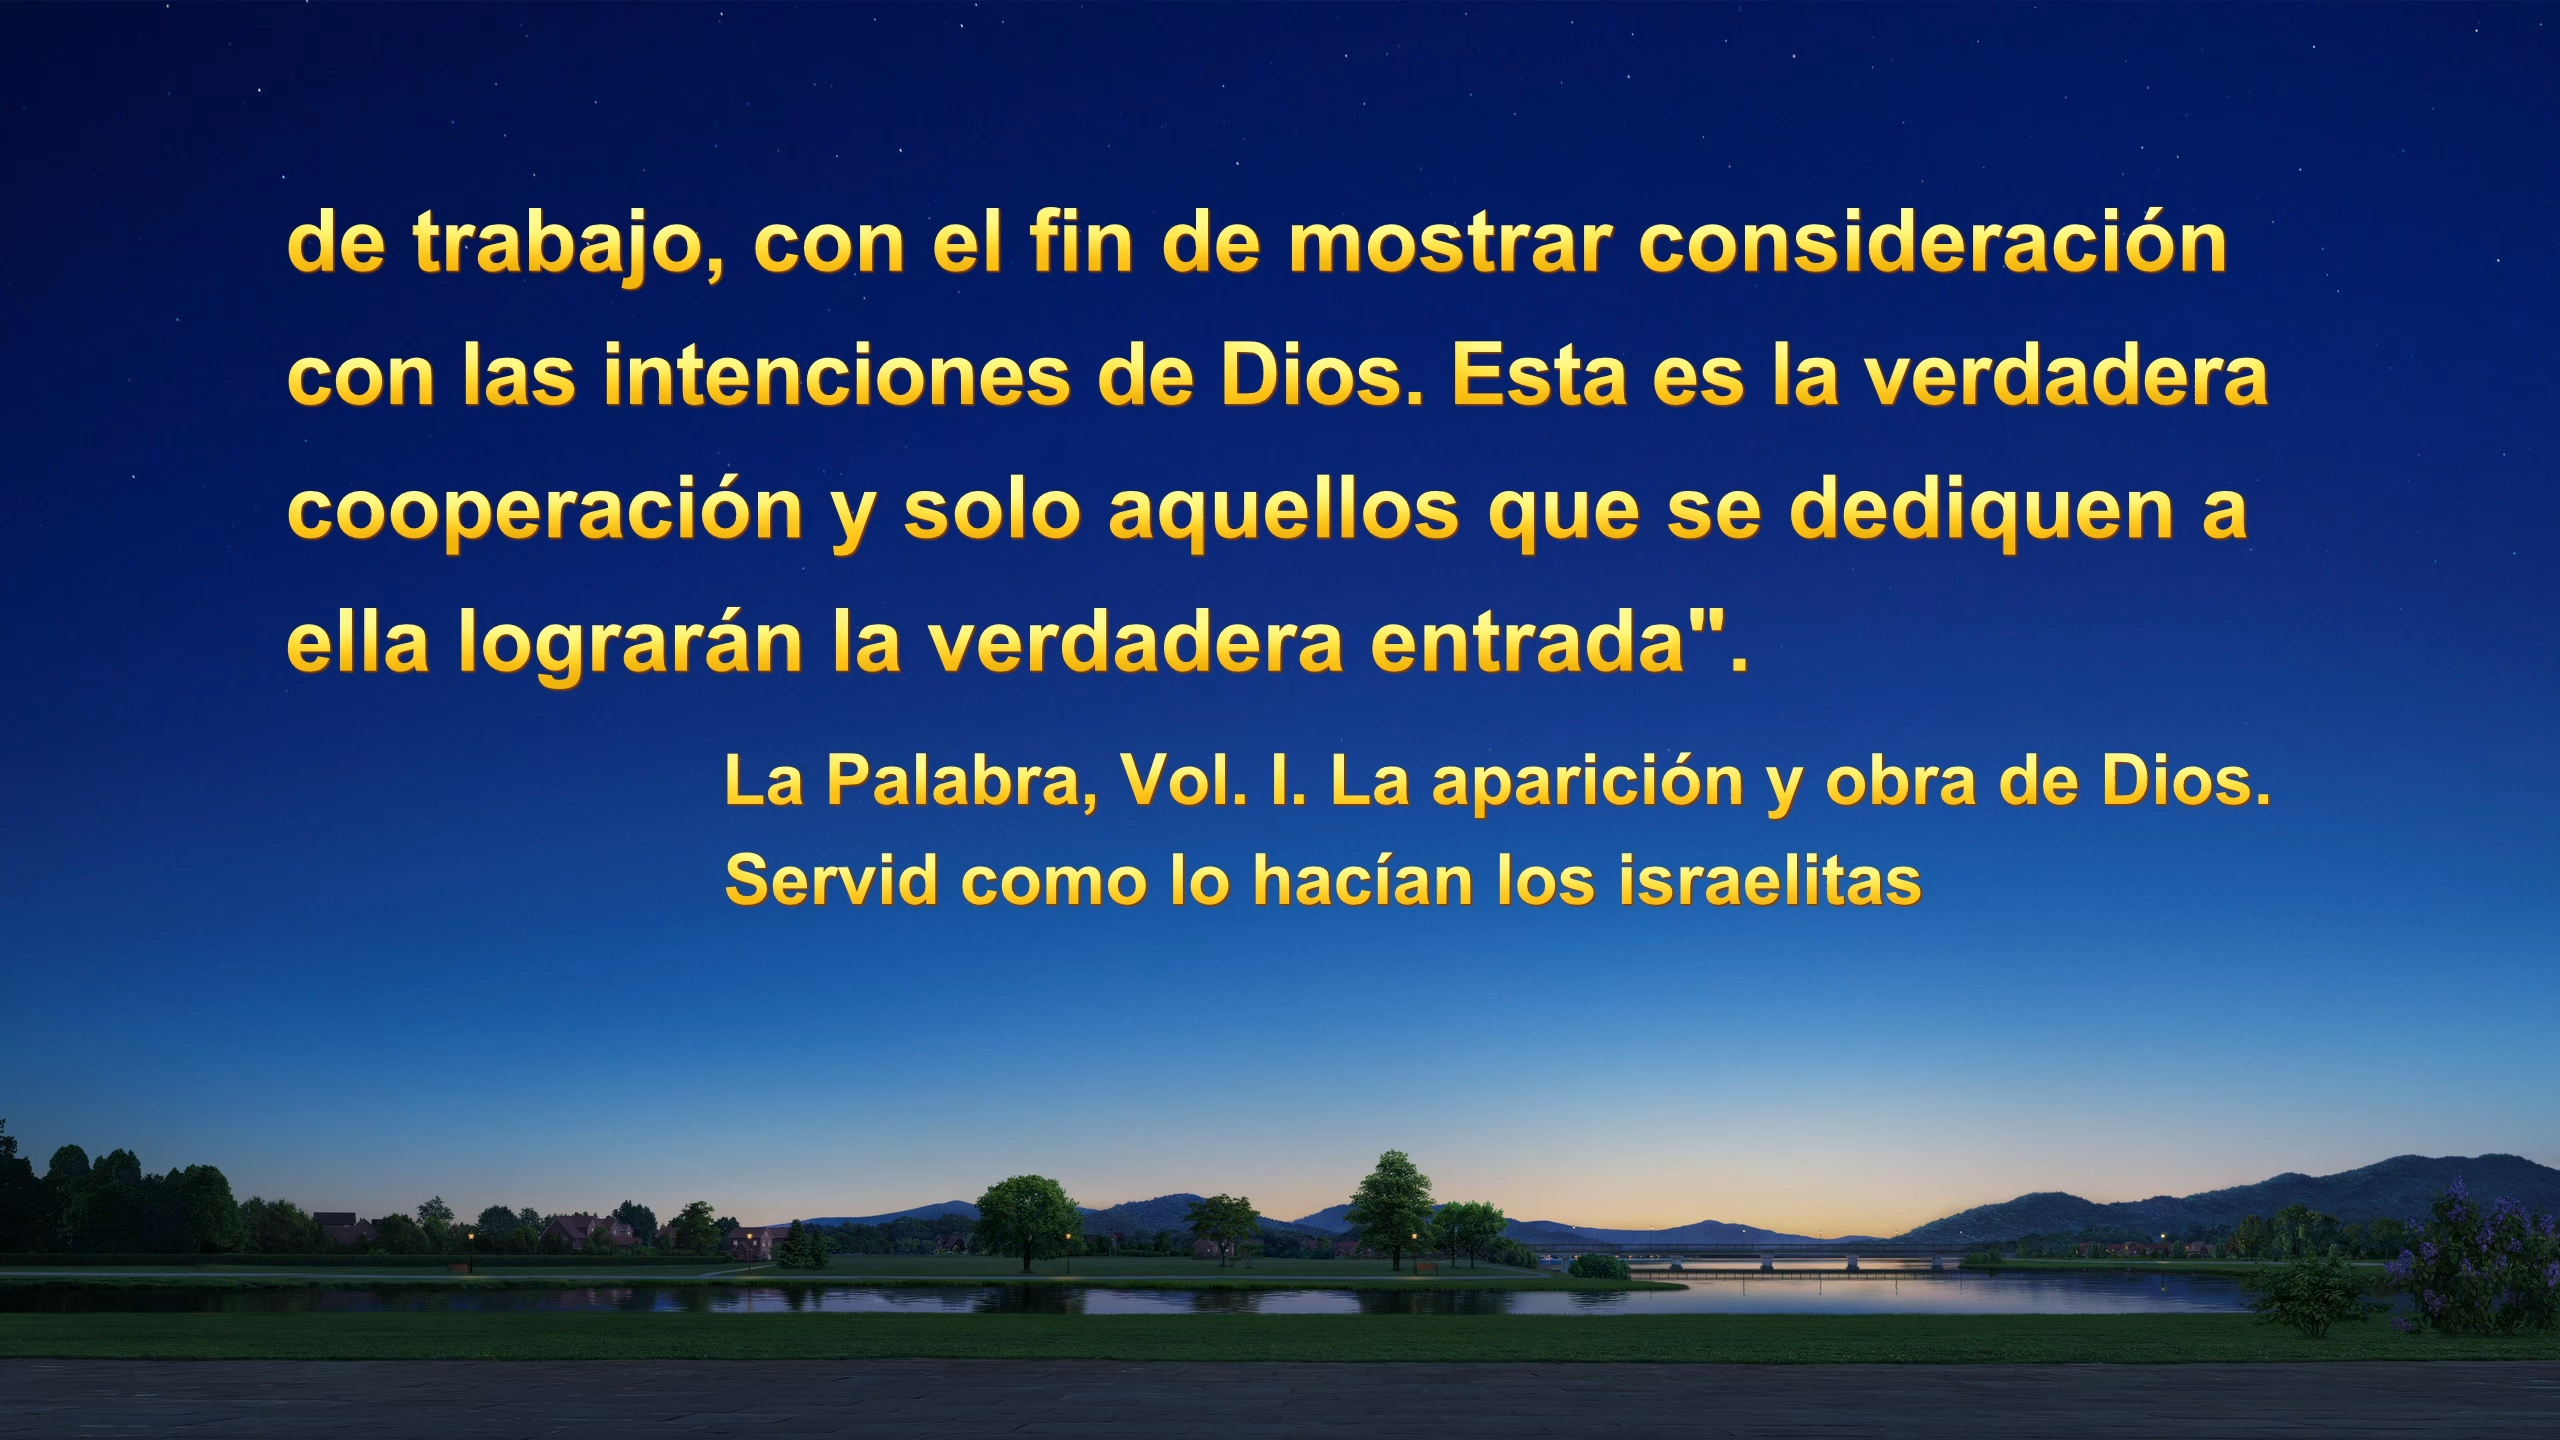 de trabajo, con el fin de mostrar consideración
con las intenciones de Dios. Esta es la verdadera
cooperación y solo aquellos que se dediquen a
ella lograrán la verdadera entrada".
La Palabra, Vol. I. La aparición y obra de Dios.
Servid como lo hacían los israelitas